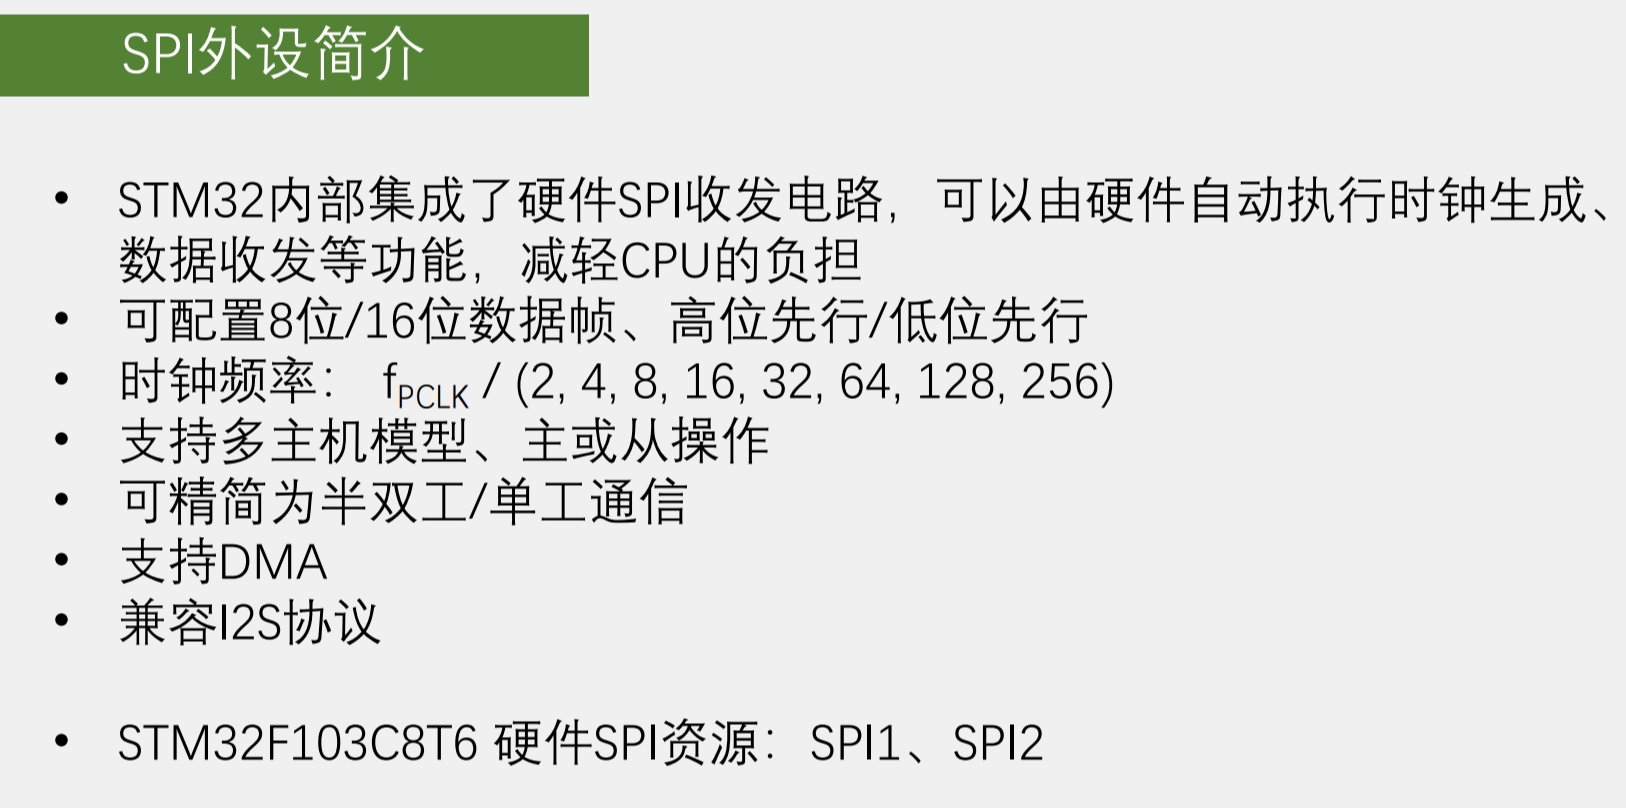 SPI外设简介
• STM32内部集成了硬件SPI收发电路，可以由硬件自动执行时钟生成、
数据收发等功能，减轻CPU的负担
• 可配置8位/16位数据帧、高位先行/低位先行
• 时钟频率： fPCLK / (2, 4, 8, 16, 32, 64, 128, 256)
• 支持多主机模型、主或从操作
• 可精简为半双工/单工通信
• 支持DMA
• 兼容I2S协议
• STM32F103C8T6 硬件SPI资源：SPI1、SPI2